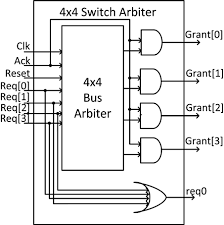 4x4 Switch Arbiter
Clk
Ack
Reset
Req[0]
Req[1]
Req[2]
Req[3]
4x4
Bus
Arbiter
Grant[0]
Grant[1]
Grant[2]
Grant[3]
req0